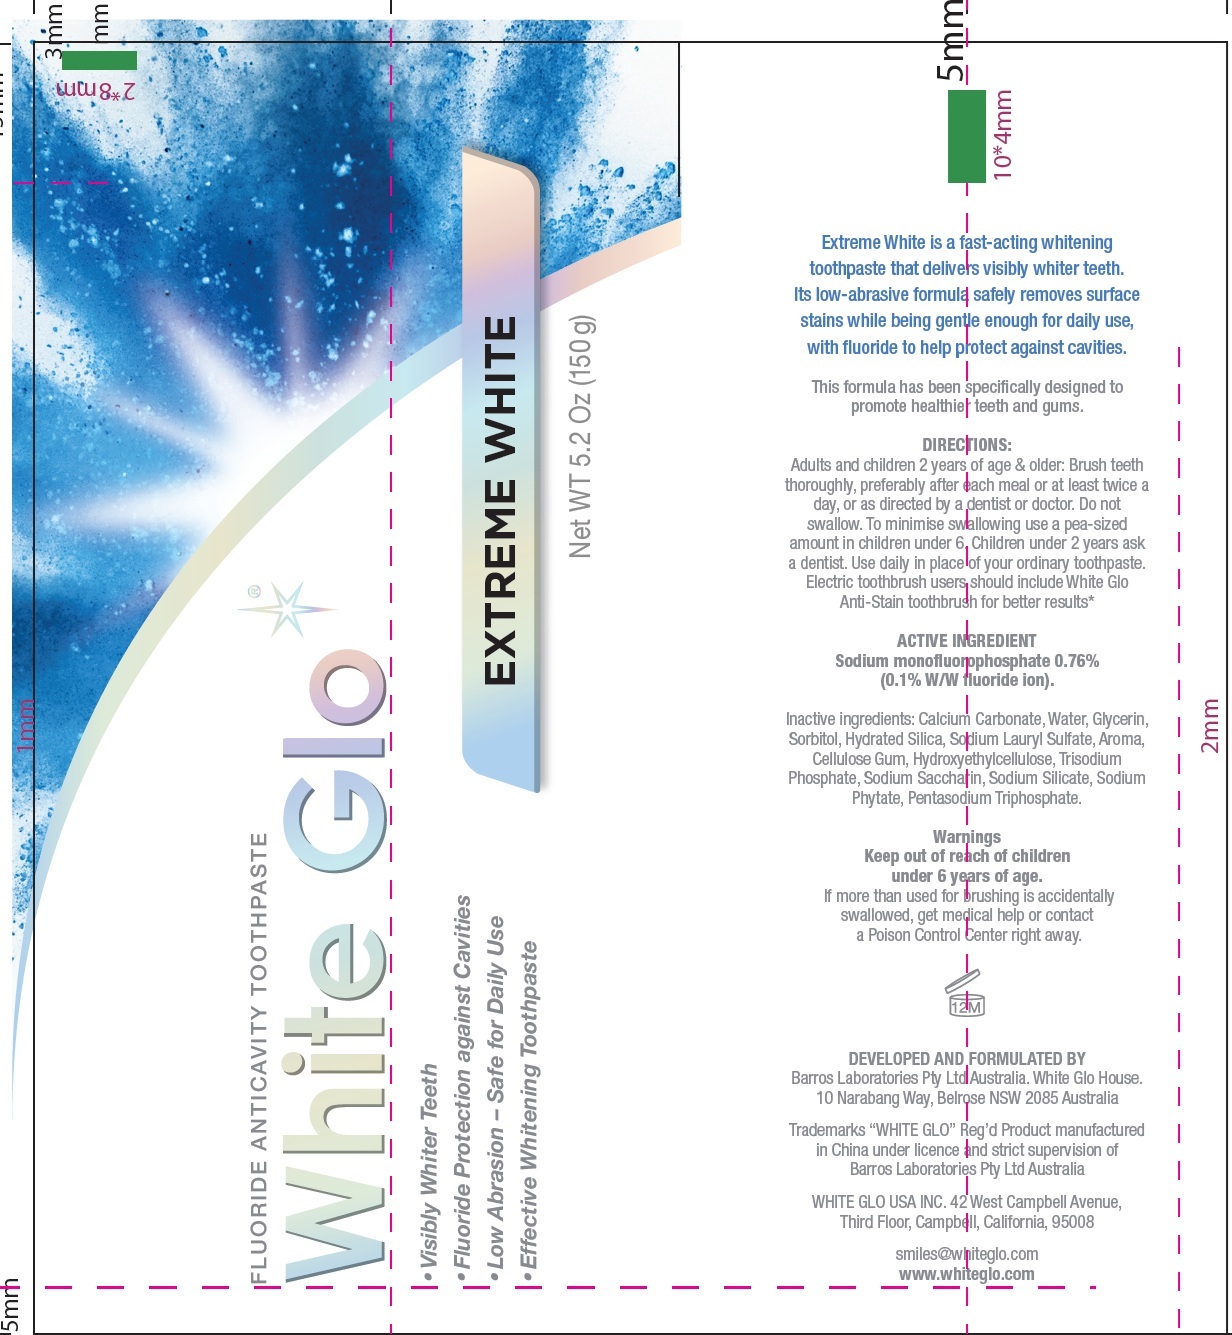 3mm
mm
2*8mm
5mm
10*4mm
1mm
2mm
5mm
FLUORIDE ANTICAVITY TOOTHPASTE
White Glo®
EXTREME WHITE
Net WT 5.2 Oz (150 g)
• Visibly Whiter Teeth
• Fluoride Protection against Cavities
• Low Abrasion – Safe for Daily Use
• Effective Whitening Toothpaste
Extreme White is a fast-acting whitening
toothpaste that delivers visibly whiter teeth.
Its low-abrasive formula safely removes surface
stains while being gentle enough for daily use,
with fluoride to help protect against cavities.
This formula has been specifically designed to
promote healthier teeth and gums.
DIRECTIONS:
Adults and children 2 years of age & older: Brush teeth
thoroughly, preferably after each meal or at least twice a
day, or as directed by a dentist or doctor. Do not
swallow. To minimise swallowing use a pea-sized
amount in children under 6. Children under 2 years ask
a dentist. Use daily in place of your ordinary toothpaste.
Electric toothbrush users should include White Glo
Anti-Stain toothbrush for better results*
ACTIVE INGREDIENT
Sodium monofluorophosphate 0.76%
(0.1% W/W fluoride ion).
Inactive ingredients: Calcium Carbonate, Water, Glycerin,
Sorbitol, Hydrated Silica, Sodium Lauryl Sulfate, Aroma,
Cellulose Gum, Hydroxyethylcellulose, Trisodium
Phosphate, Sodium Saccharin, Sodium Silicate, Sodium
Phytate, Pentasodium Triphosphate.
Warnings
Keep out of reach of children
under 6 years of age.
If more than used for brushing is accidentally
swallowed, get medical help or contact
a Poison Control Center right away.
12M
DEVELOPED AND FORMULATED BY
Barros Laboratories Pty Ltd Australia. White Glo House.
10 Narabang Way, Belrose NSW 2085 Australia
Trademarks “WHITE GLO” Reg’d Product manufactured
in China under licence and strict supervision of
Barros Laboratories Pty Ltd Australia
WHITE GLO USA INC. 42 West Campbell Avenue,
Third Floor, Campbell, California, 95008
smiles@whiteglo.com
www.whiteglo.com